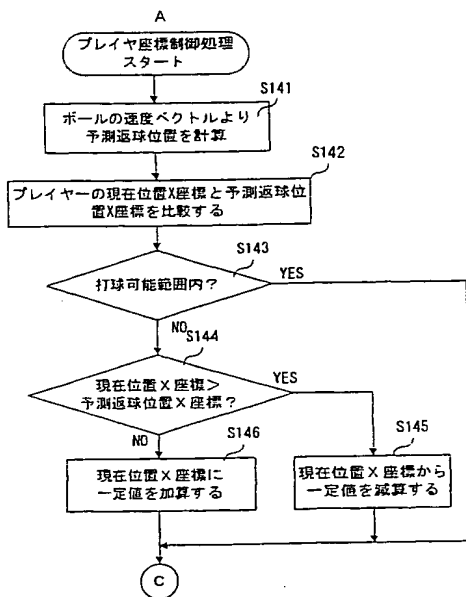 A
プレイヤ座標制御処理
スタート
S141
ボールの速度ベクトルより
予測返球位置を計算
S142
プレイヤーの現在位置X座標と予測返球位
置X座標を比較する
S143
打球可能範囲内?
YES
NO
S144
現在位置X座標>
予測返球位置X座標?
YES
NO
S146
現在位置X座標に
一定値を加算する
S145
現在位置X座標から
一定値を減算する
C